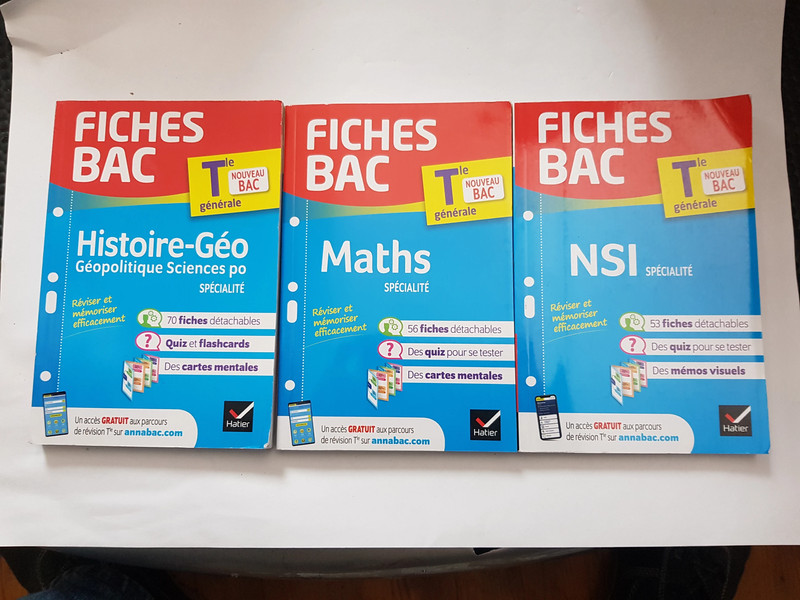 FICHES
BAC
Tle
générale
NOUVEAU
BAC
Histoire-Géo
Géopolitique Sciences po
SPÉCIALITÉ
Réviser et
mémoriser
efficacement
70 fiches détachables
Quiz et flashcards
Des cartes mentales
Un accès GRATUIT aux parcours
de révision Tle sur annabac.com
Hatier
FICHES
BAC
Tle
générale
NOUVEAU
BAC
Maths
SPÉCIALITÉ
Réviser et
mémoriser
efficacement
56 fiches détachables
Des quiz pour se tester
Des cartes mentales
Un accès GRATUIT aux parcours
de révision Tle sur annabac.com
Hatier
FICHES
BAC
Tle
générale
NOUVEAU
BAC
NSI SPÉCIALITÉ
Réviser et
mémoriser
efficacement
53 fiches détachables
Des quiz pour se tester
Des mémos visuels
Un accès GRATUIT aux parcours
de révision Tle sur annabac.com
Hatier